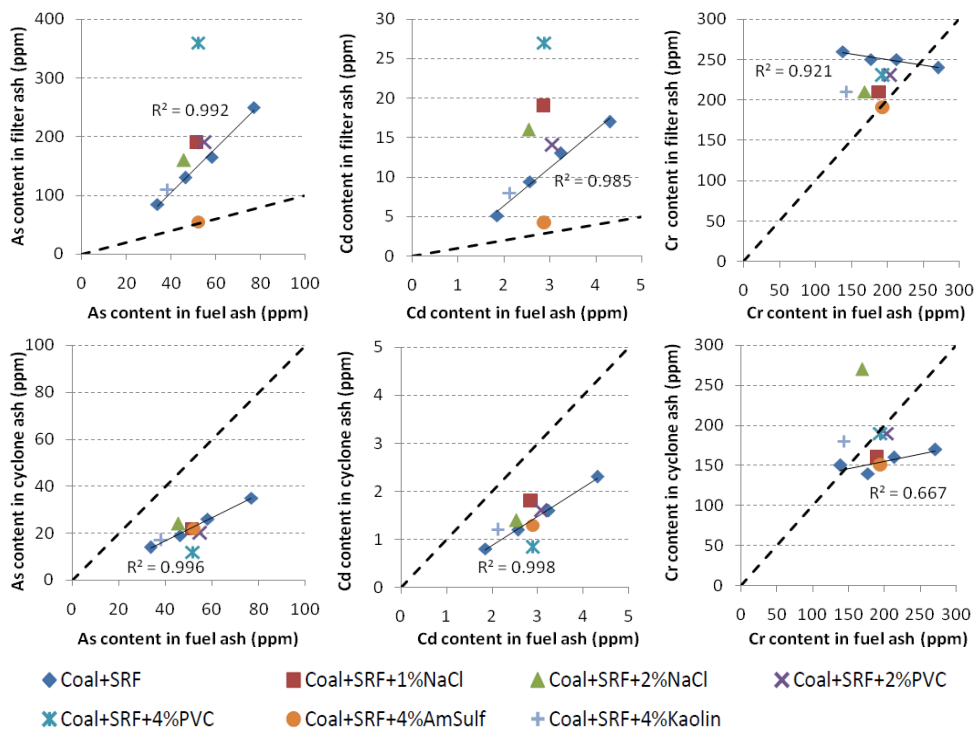 As content in filter ash (ppm)
400
300
200
100
0
R² = 0.992
0 20 40 60 80 100
As content in fuel ash (ppm)
Cd content in filter ash (ppm)
30
25
20
15
10
5
0
R² = 0.985
0 1 2 3 4 5
Cd content in fuel ash (ppm)
Cr content in filter ash (ppm)
300
250
200
150
100
50
0
R² = 0.921
0 50 100 150 200 250 300
Cr content in fuel ash (ppm)
As content in cyclone ash (ppm)
100
80
60
40
20
0
R² = 0.996
0 20 40 60 80 100
As content in fuel ash (ppm)
Cd content in cyclone ash (ppm)
5
4
3
2
1
0
R² = 0.998
0 1 2 3 4 5
Cd content in fuel ash (ppm)
Cr content in cyclone ash (ppm)
300
250
200
150
100
50
0
R² = 0.667
0 50 100 150 200 250 300
Cr content in fuel ash (ppm)
Coal+SRF Coal+SRF+1%NaCl Coal+SRF+2%NaCl Coal+SRF+2%PVC
Coal+SRF+4%PVC Coal+SRF+4%AmSulf Coal+SRF+4%Kaolin